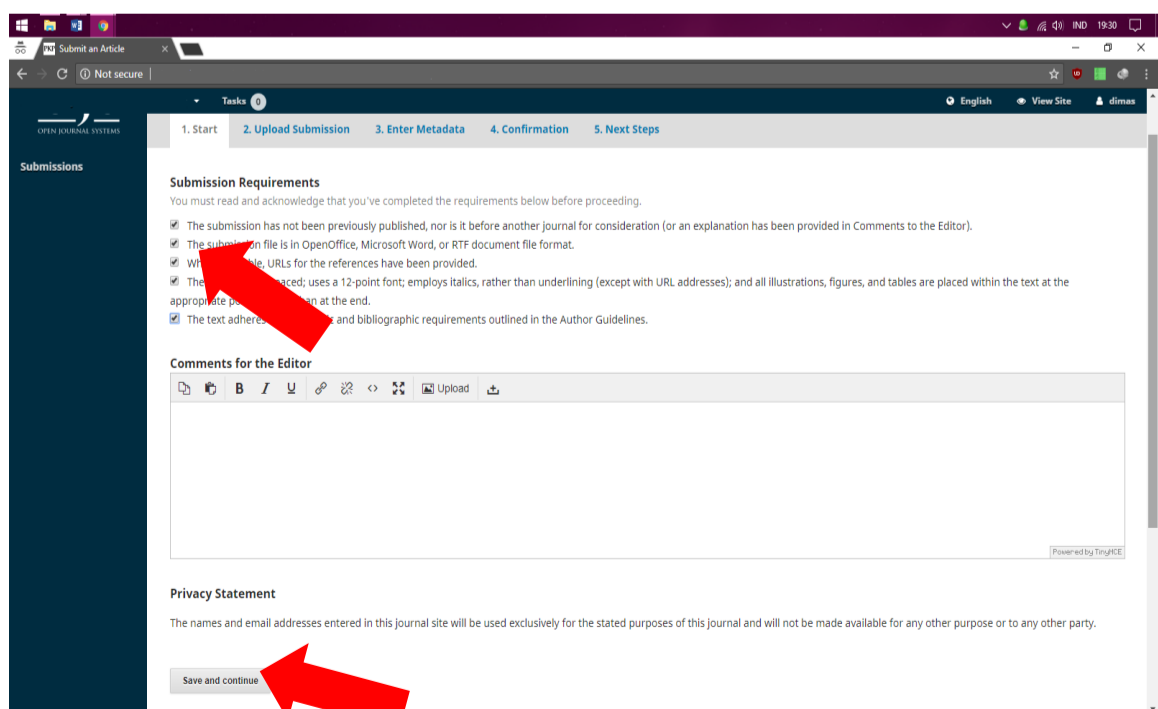 IND 19:30
PKP Submit an Article
Not secure
Tasks 0 English View Site dimas
OPEN JOURNAL SYSTEMS
1. Start 2. Upload Submission 3. Enter Metadata 4. Confirmation 5. Next Steps
Submissions
Submission Requirements
You must read and acknowledge that you've completed the requirements below before proceeding.
The submission has not been previously published, nor is it before another journal for consideration (or an explanation has been provided in Comments to the Editor).
The submission file is in OpenOffice, Microsoft Word, or RTF document file format.
URLs for the references have been provided.
The uses a 12-point font; employs italics, rather than underlining (except with URL addresses); and all illustrations, figures, and tables are placed within the text at the
appropriate at the end.
The text adheres and bibliographic requirements outlined in the Author Guidelines.
Comments for the Editor
B I U Upload
Powered by TinyMCE
Privacy Statement
The names and email addresses entered in this journal site will be used exclusively for the stated purposes of this journal and will not be made available for any other purpose or to any other party.
Save and continue